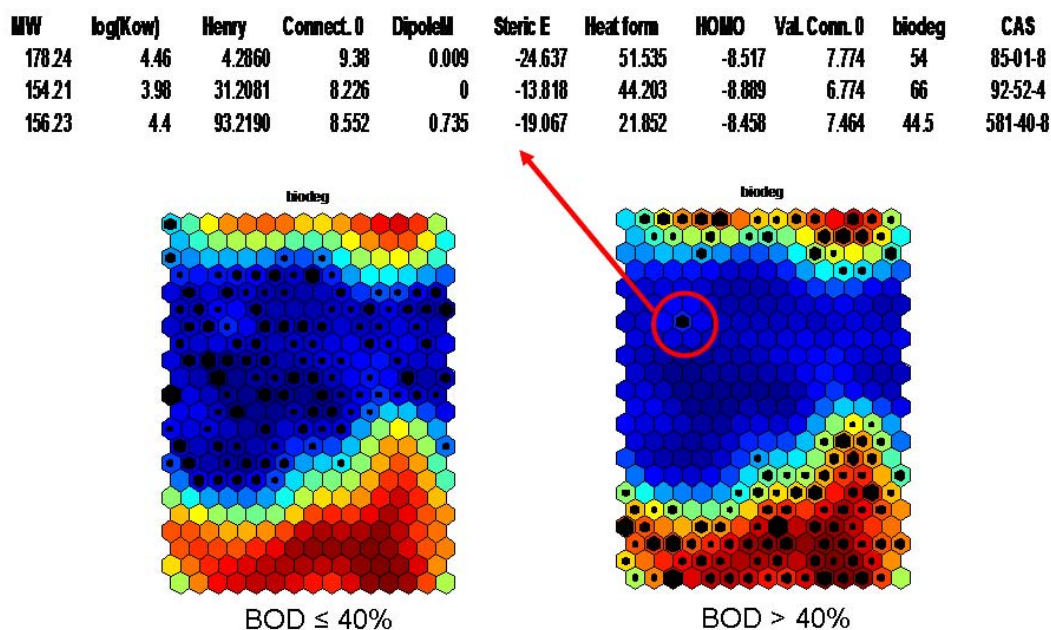 MW log(Kow) Henry Connect. 0 DipoleM Steric E Heat form HOMO Val. Conn. 0 biodeg CAS
178.24 4.46 4.2860 9.38 0.009 -24.637 51.535 -8.517 7.774 54 85-01-8
154.21 3.98 31.2081 8.226 0 -13.818 44.203 -8.889 6.774 66 92-52-4
156.23 4.4 93.2190 8.552 0.735 -19.067 21.852 -8.458 7.464 44.5 581-40-8
biodeg biodeg
BOD ≤ 40% BOD > 40%